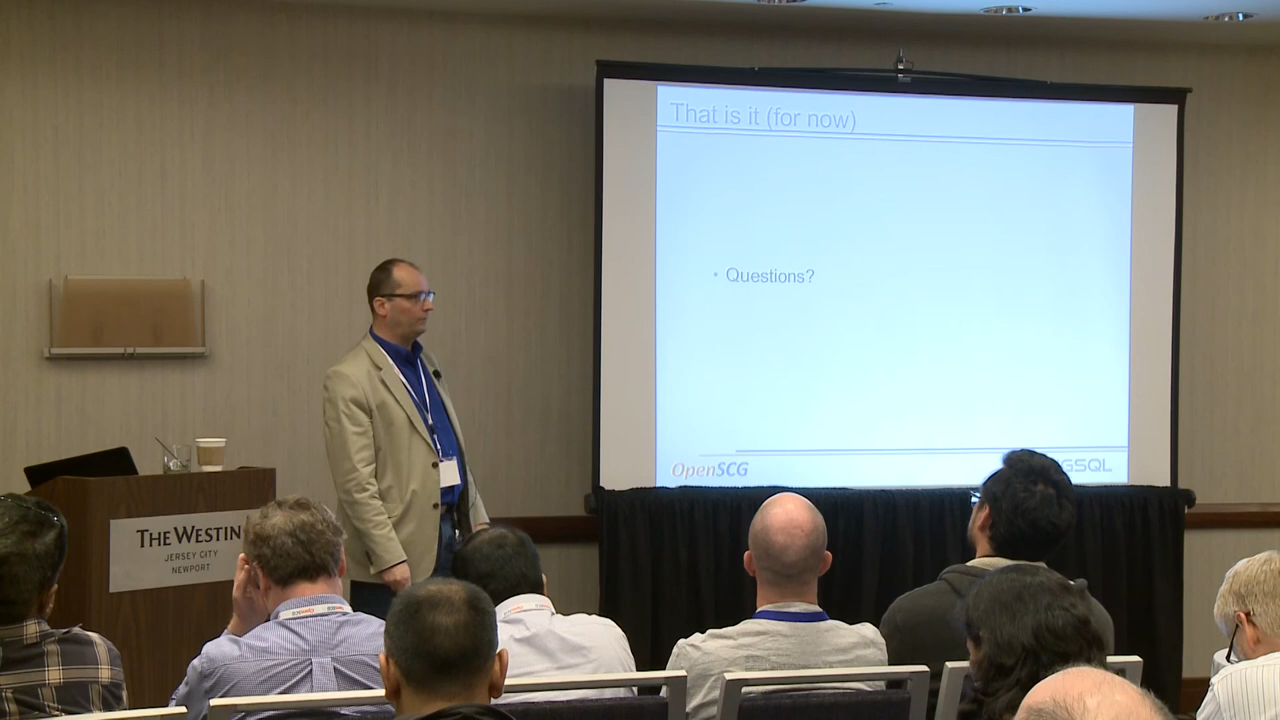 That is it (for now)
• Questions?
OpenSCG
GSQL
THE WESTIN
JERSEY CITY
NEWPORT